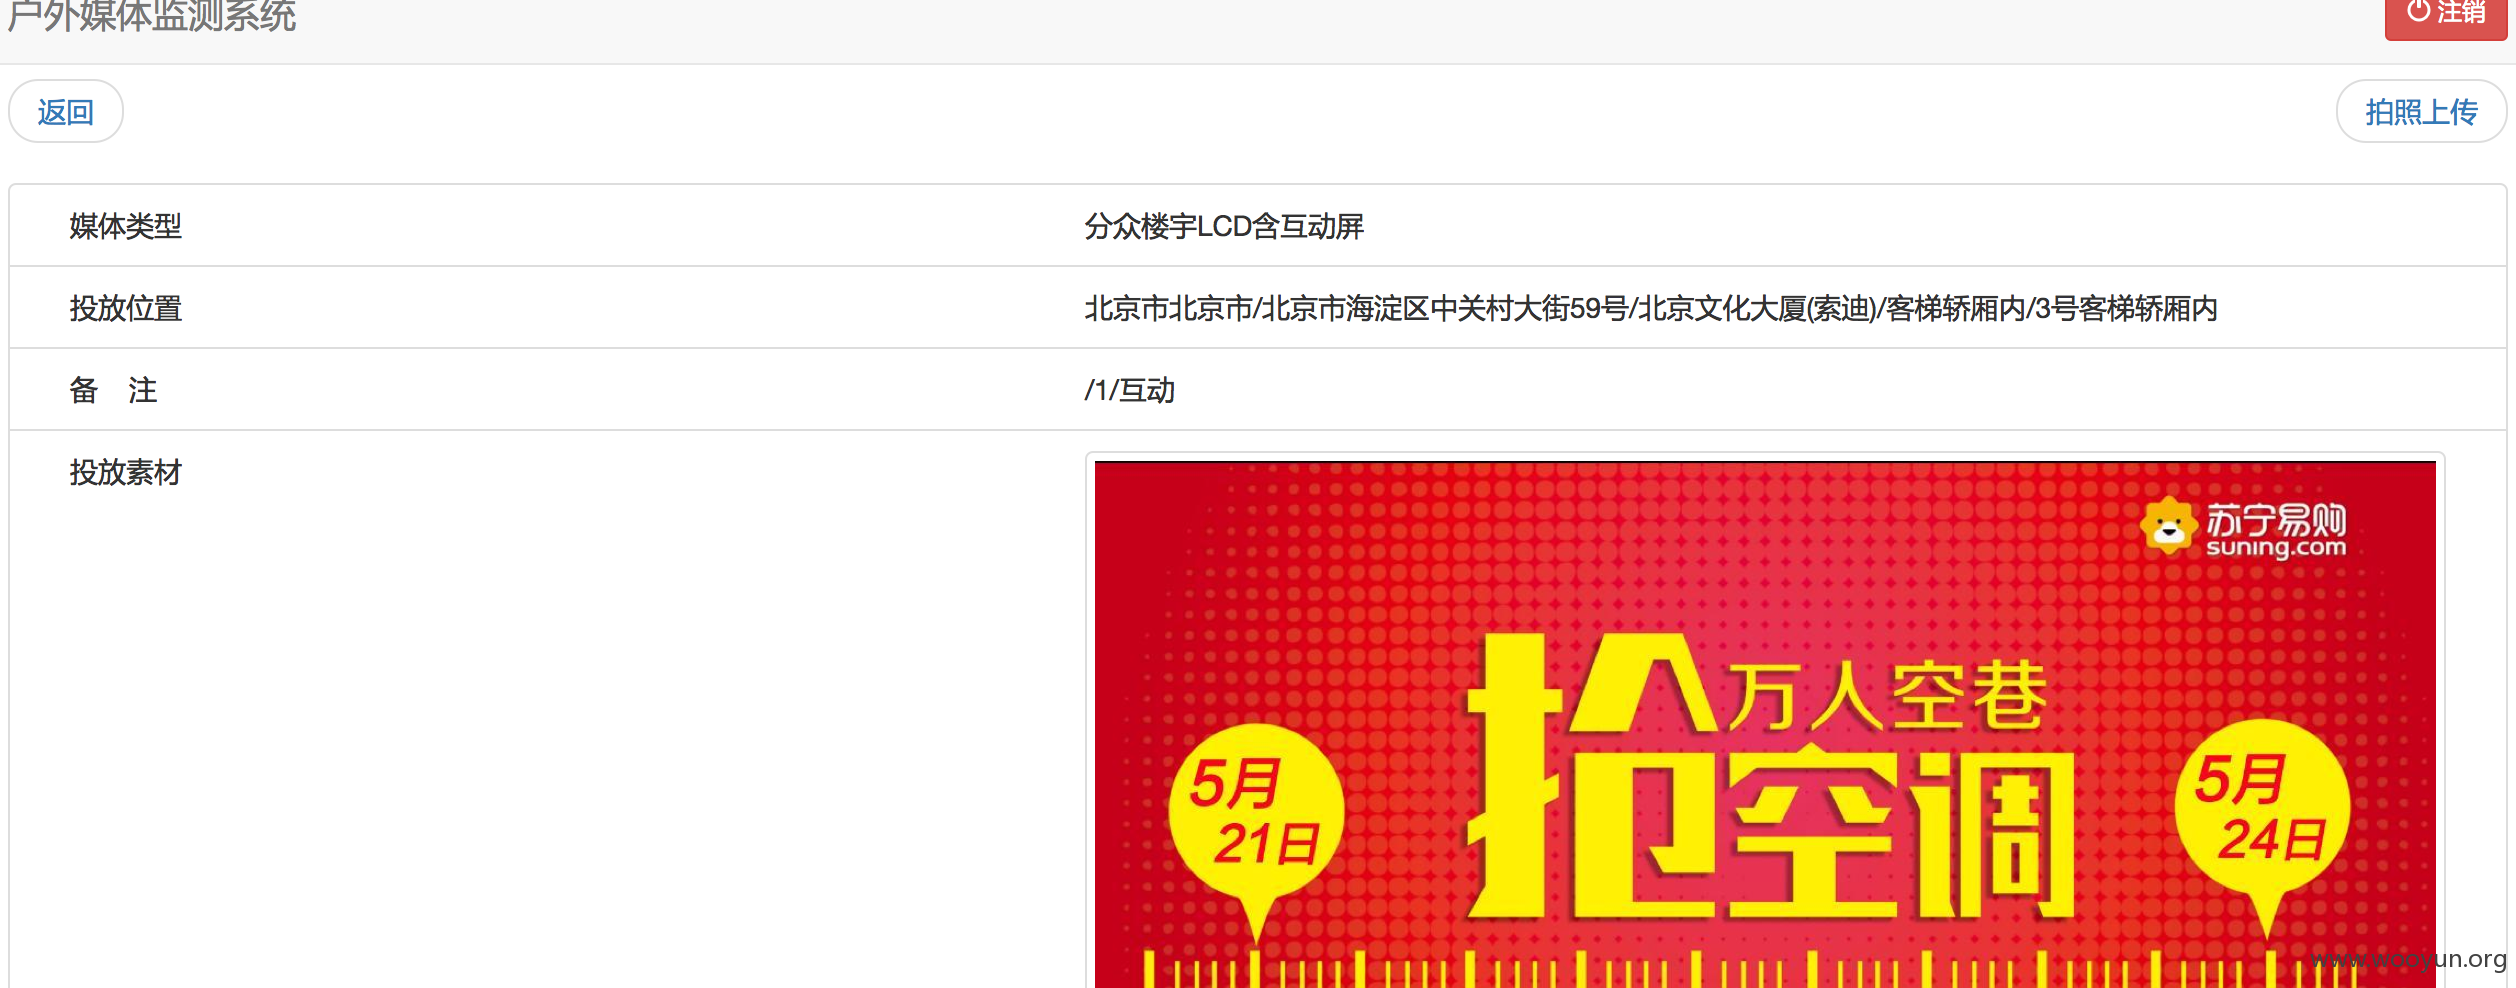 户外媒体监测系统
注销
返回
拍照上传
媒体类型
分众楼宇LCD含互动屏
投放位置
北京市北京市/北京市海淀区中关村大街59号/北京文化大厦(索迪)/客梯轿厢内/3号客梯轿厢内
备 注
/1/互动
投放素材
苏宁易购
suning.com
万人空巷
抢空调
5月
21日
5月
24日
www.wooyun.org